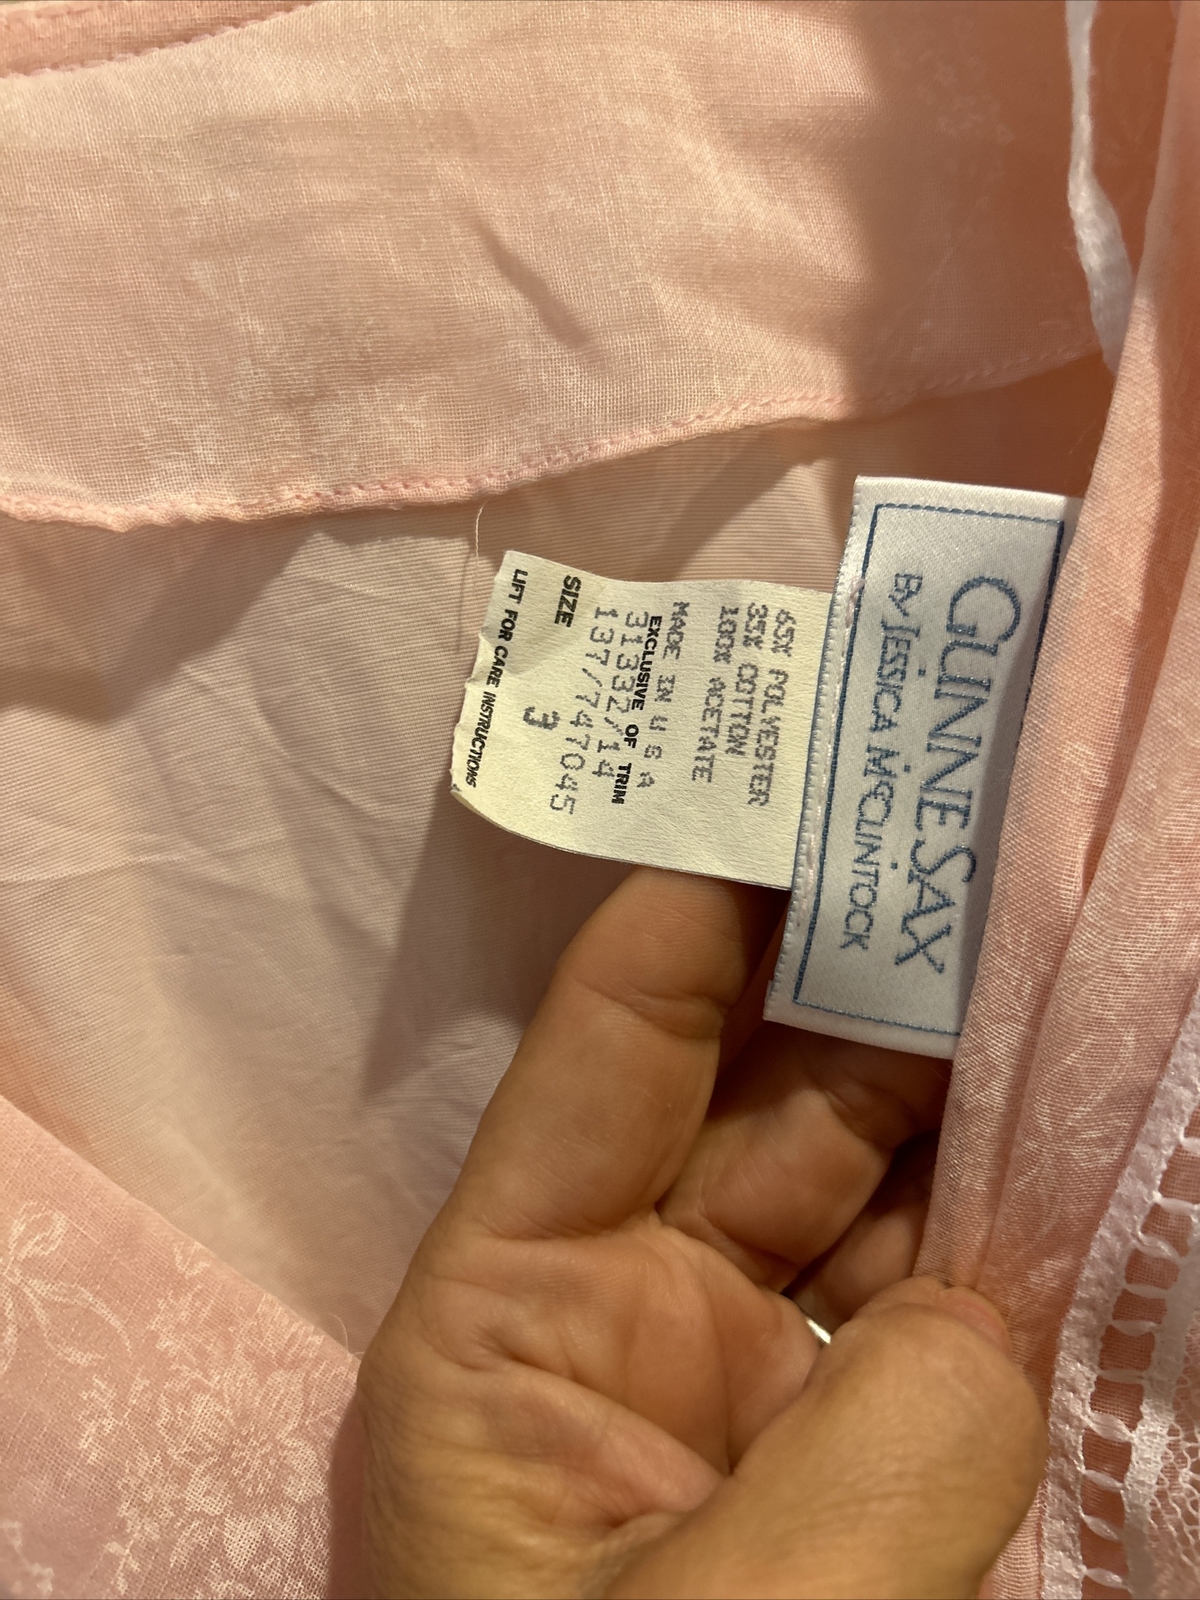 GUNNE SAX
BY JESSICA McCLINTOCK
65% POLYESTER
35% COTTON
100% ACETATE
MADE IN U S A
EXCLUSIVE OF TRIM
31332/14
137/747045
SIZE 3
LIFT FOR CARE INSTRUCTIONS